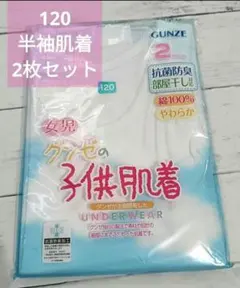 120
半袖肌着
2枚セット
GUNZE
抗菌防臭
部屋干し!!
2
120
綿100%
やわらか
女児
グンゼの
子供肌着
UNDERWEAR